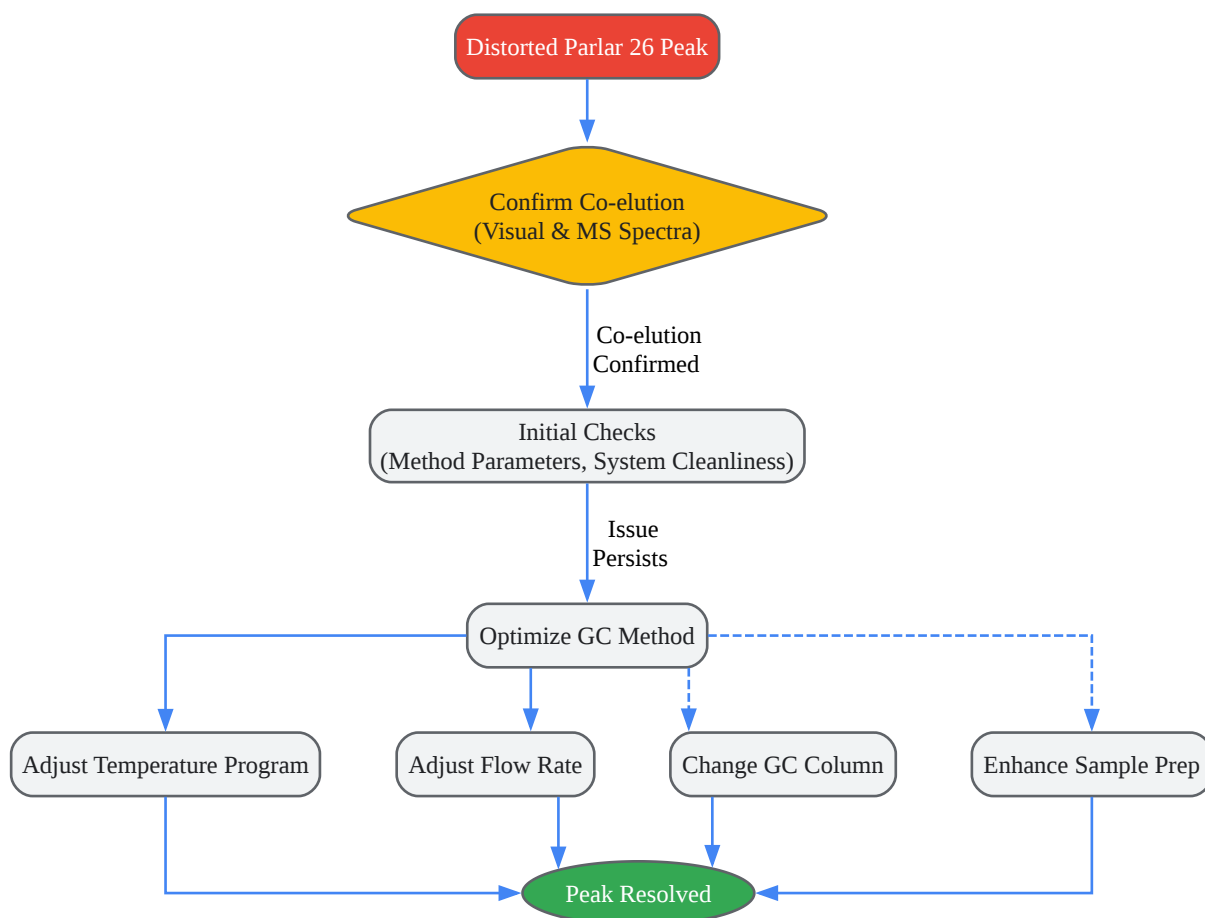 Distorted Parlar 26 Peak
Confirm Co-elution
(Visual & MS Spectra)
Co-elution
Confirmed
Initial Checks
(Method Parameters, System Cleanliness)
Issue
Persists
Optimize GC Method
Adjust Temperature Program
Adjust Flow Rate
Change GC Column
Enhance Sample Prep
Peak Resolved